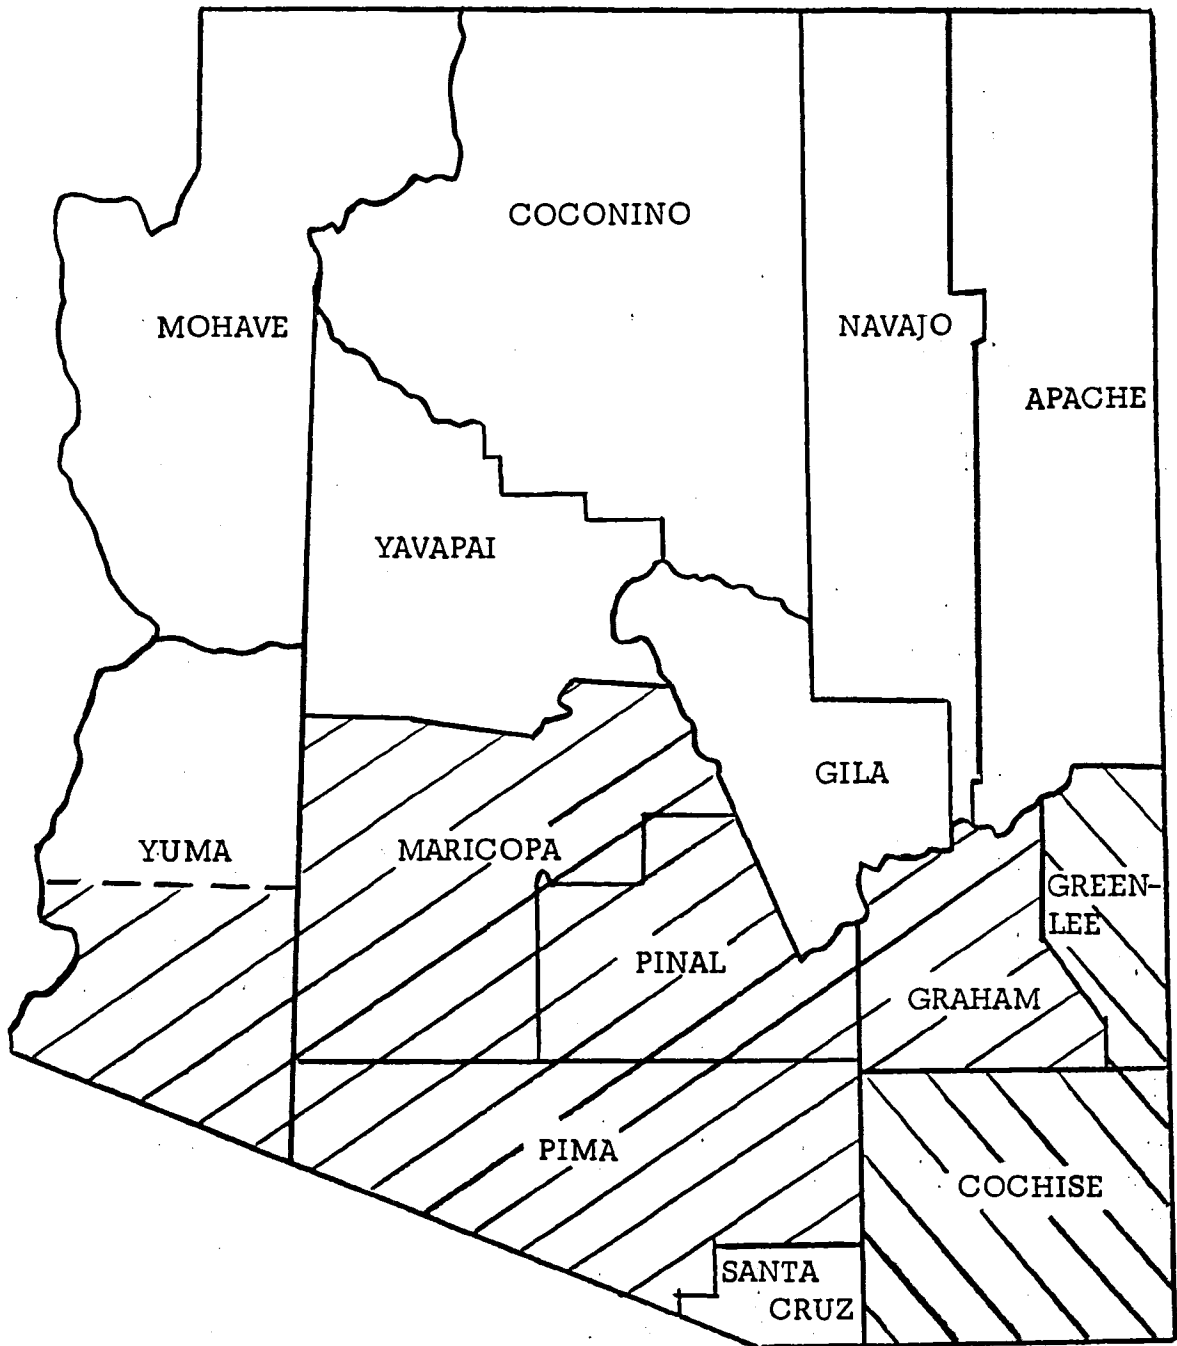 COCONINO
MOHAVE
NAVAJO
APACHE
YAVAPAI
GILA
YUMA
MARICOPA
GREEN-
LEE
PINAL
GRAHAM
PIMA
COCHISE
SANTA
CRUZ